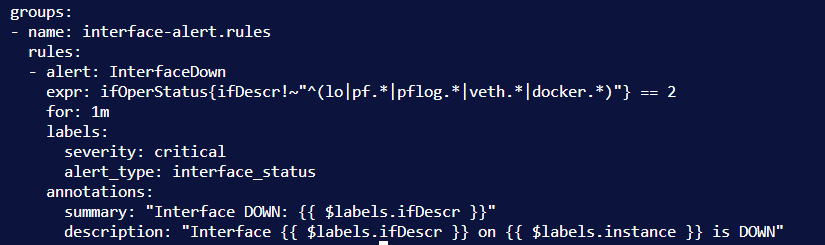 groups:
- name: interface-alert.rules
  rules:
  - alert: InterfaceDown
    expr: ifOperStatus{ifDescr!~"^(lo|pf.*|pflog.*|veth.*|docker.*)"} == 2
    for: 1m
    labels:
      severity: critical
      alert_type: interface_status
    annotations:
      summary: "Interface DOWN: {{ $labels.ifDescr }}"
      description: "Interface {{ $labels.ifDescr }} on {{ $labels.instance }} is DOWN"